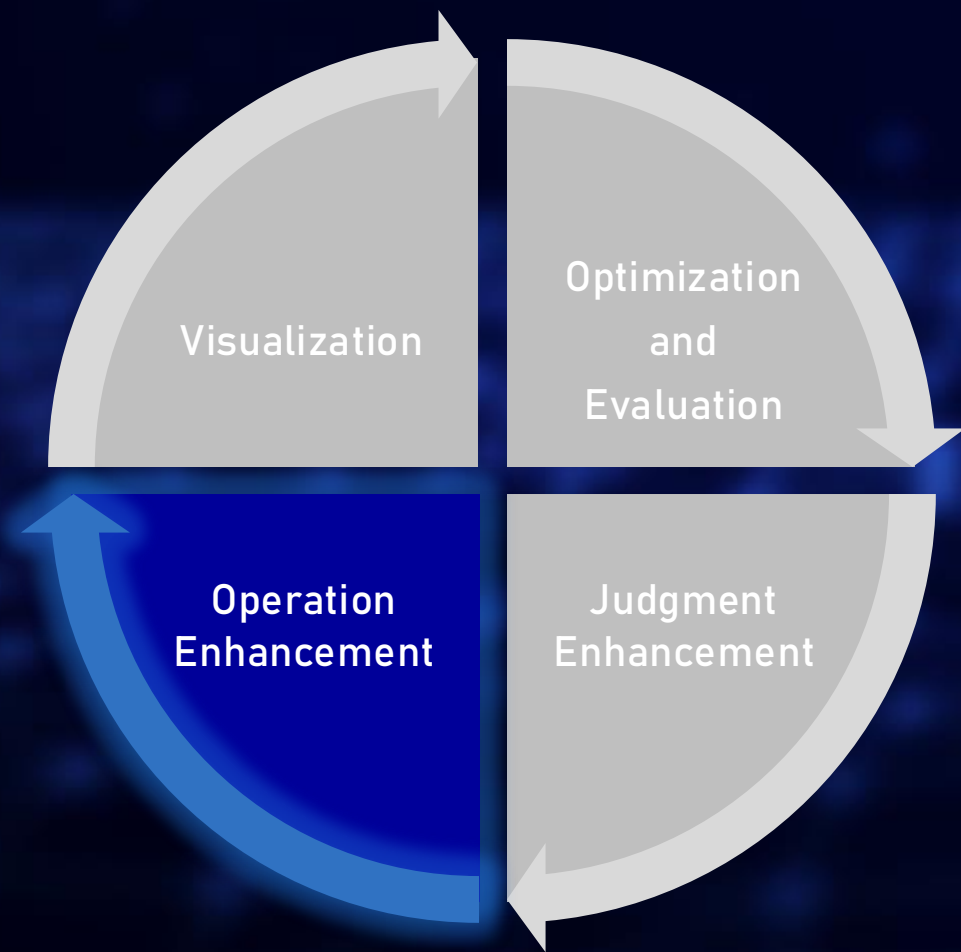 Visualization
Optimization
and
Evaluation
Operation
Enhancement
Judgment
Enhancement